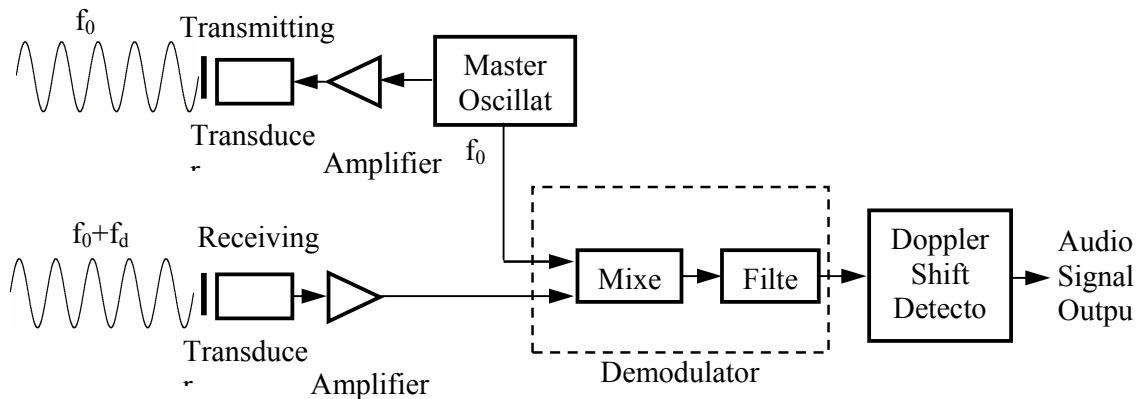 f₀
Transmitting
Master
Oscillat
Transduce
Amplifier
f₀
f₀+f_d
Receiving
Mixe
Filte
Doppler
Shift
Detecto
Audio
Signal
Outpu
Transduce
Amplifier
Demodulator